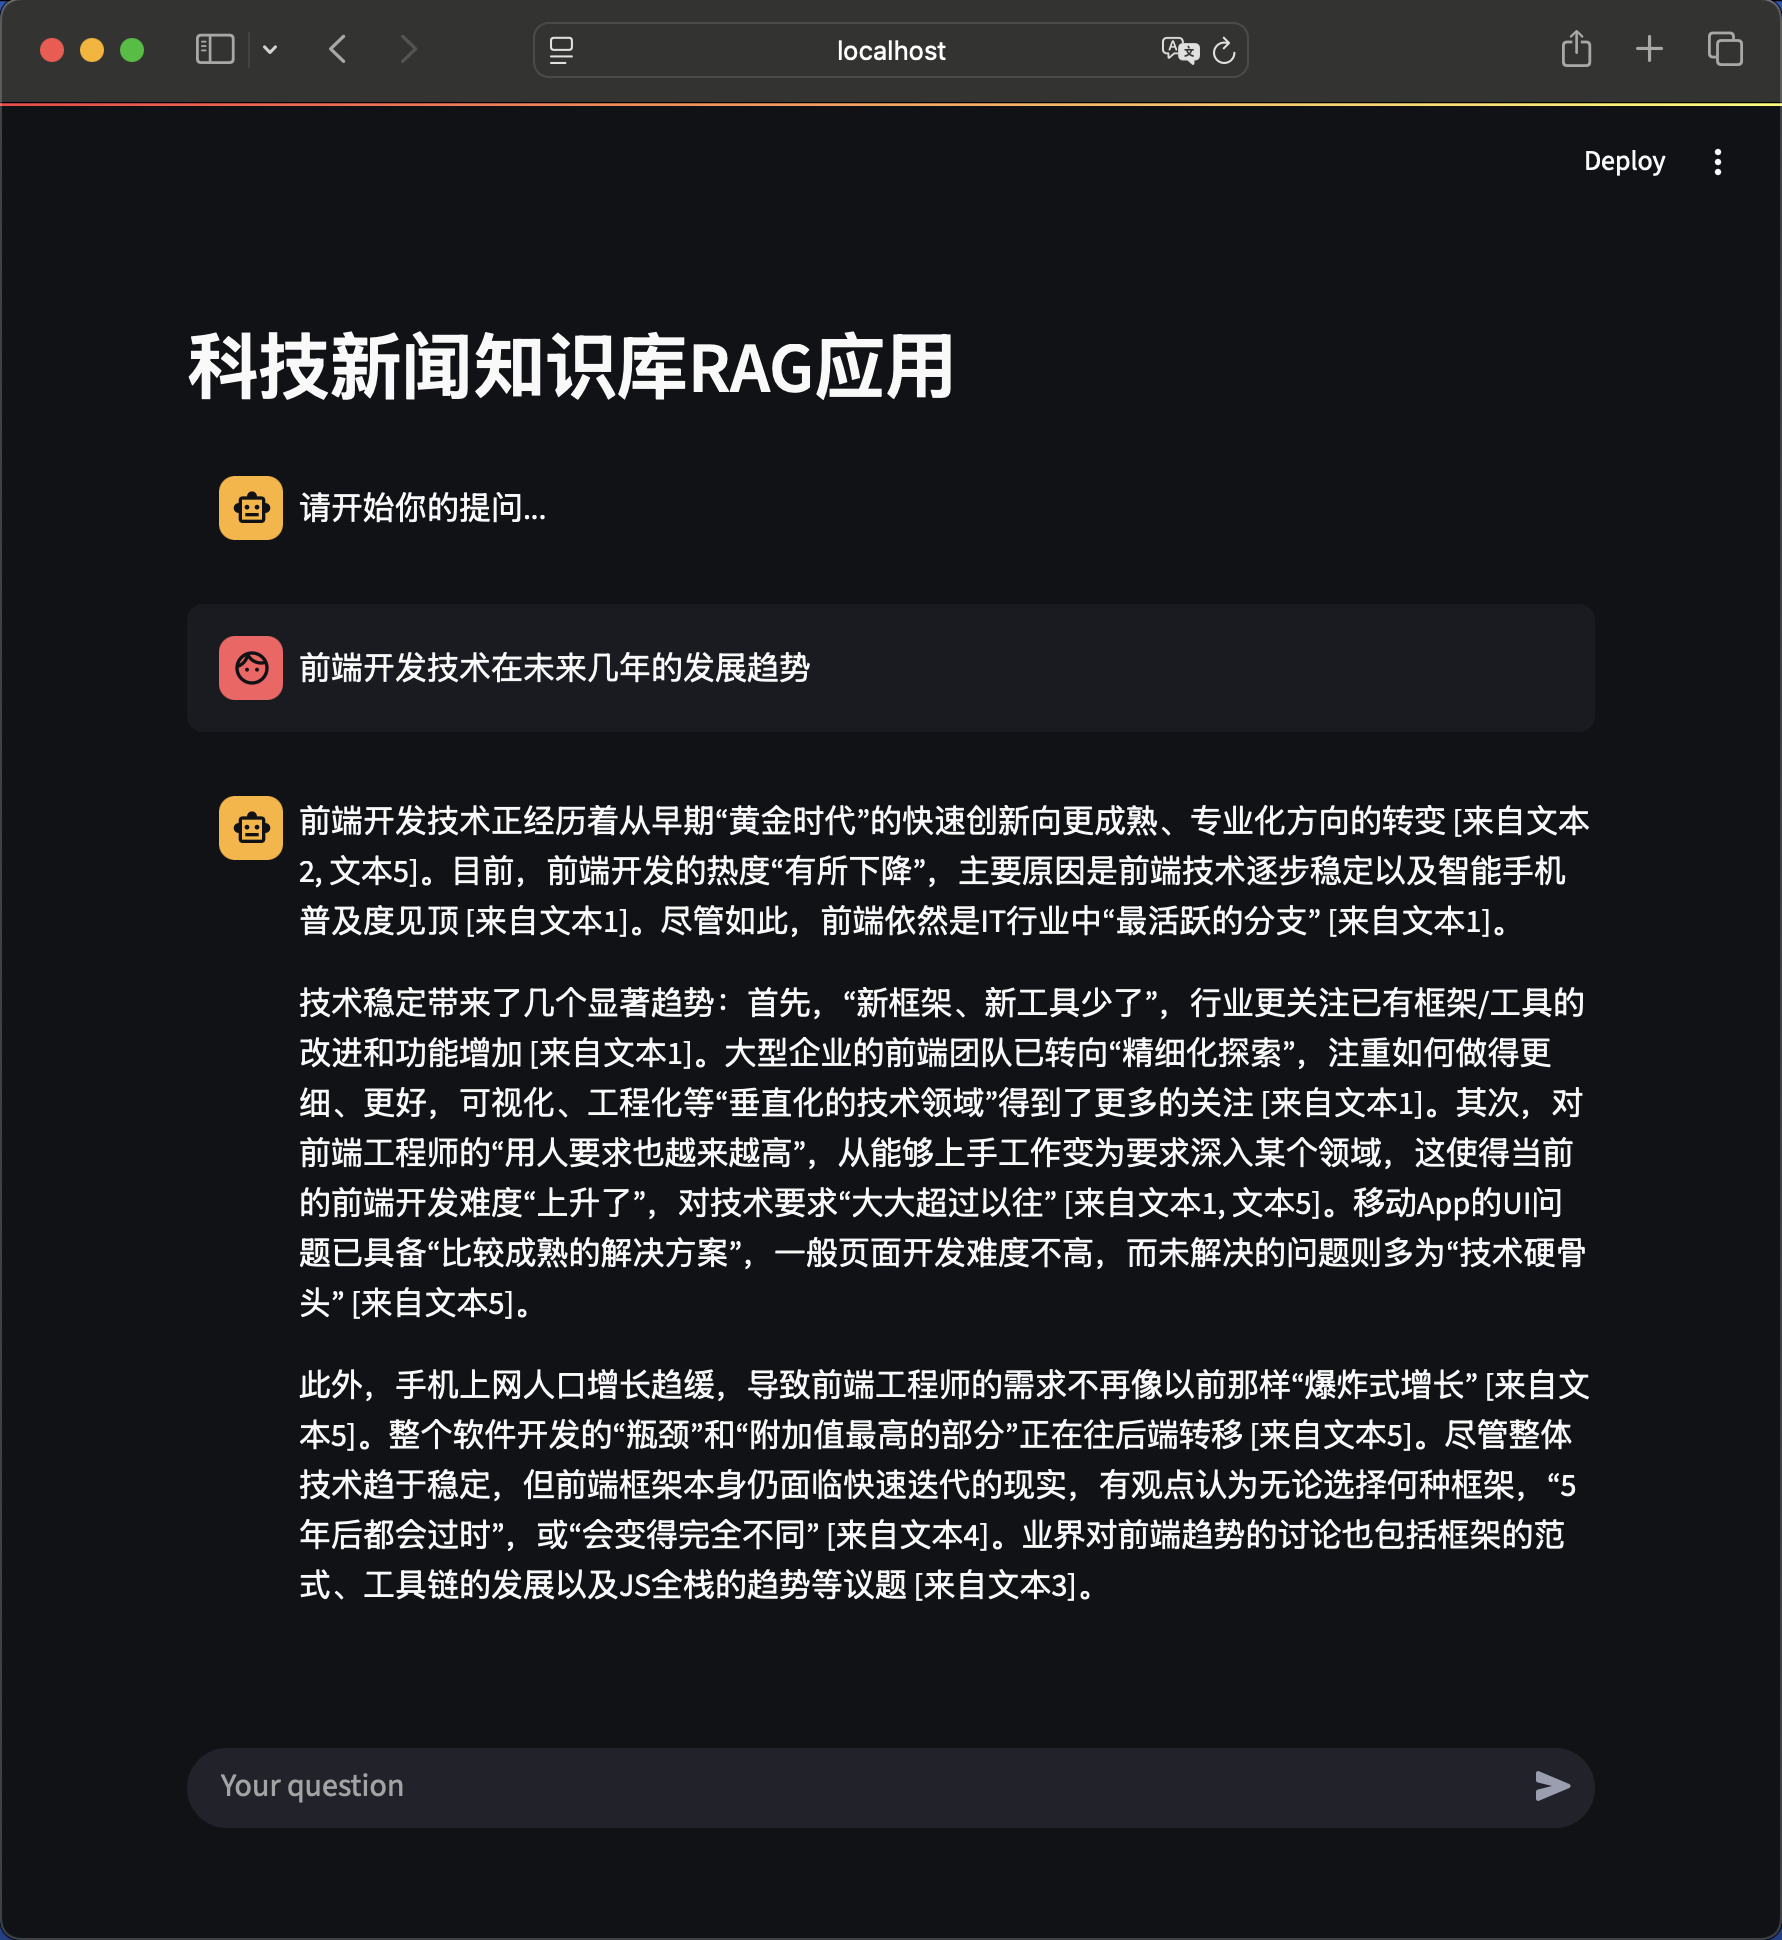 localhost
Deploy
科技新闻知识库RAG应用
请开始你的提问...
前端开发技术在未来几年的发展趋势
前端开发技术正经历着从早期“黄金时代”的快速创新向更成熟、专业化方向的转变 [来自文本
2, 文本5]。目前，前端开发的热度“有所下降”，主要原因是前端技术逐步稳定以及智能手机
普及度见顶 [来自文本1]。尽管如此，前端依然是IT行业中“最活跃的分支” [来自文本1]。
技术稳定带来了几个显著趋势：首先，“新框架、新工具少了”，行业更关注已有框架/工具的
改进和功能增加 [来自文本1]。大型企业的前端团队已转向“精细化探索”，注重如何做得更
细、更好，可视化、工程化等“垂直化的技术领域”得到了更多的关注 [来自文本1]。其次，对
前端工程师的“用人要求也越来越高”，从能够上手工作变为要求深入某个领域，这使得当前
的前端开发难度“上升了”，对技术要求“大大超过以往” [来自文本1, 文本5]。移动App的UI问
题已具备“比较成熟的解决方案”，一般页面开发难度不高，而未解决的问题则多为“技术硬骨
头” [来自文本5]。
此外，手机上网人口增长趋缓，导致前端工程师的需求不再像以前那样“爆炸式增长” [来自文
本5]。整个软件开发的“瓶颈”和“附加值最高的部分”正在往后端转移 [来自文本5]。尽管整体
技术趋于稳定，但前端框架本身仍面临快速迭代的现实，有观点认为无论选择何种框架，“5
年后都会过时”，或“会变得完全不同” [来自文本4]。业界对前端趋势的讨论也包括框架的范
式、工具链的发展以及JS全栈的趋势等议题 [来自文本3]。
Your question